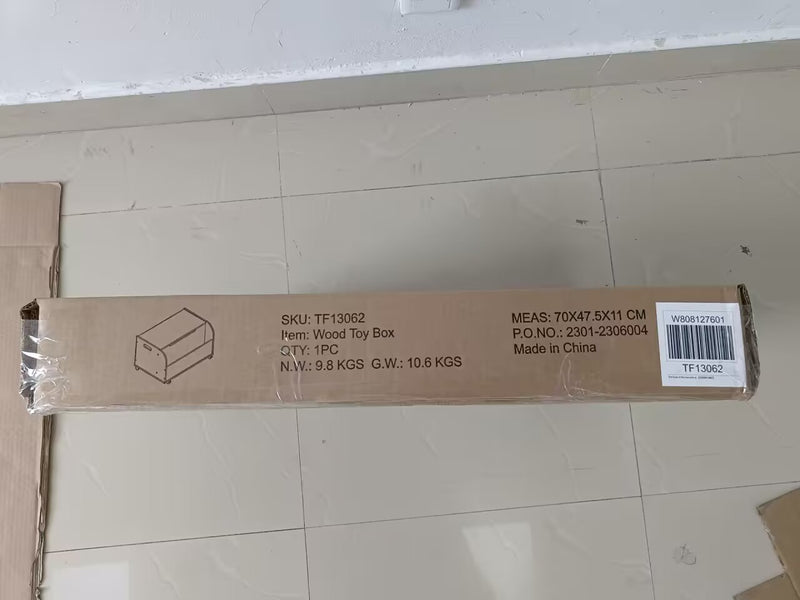 SKU: TF13062
Item: Wood Toy Box
QTY: 1PC
N.W.: 9.8 KGS G.W.: 10.6 KGS
MEAS: 70X47.5X11 CM
P.O.NO.: 2301-2306004
Made in China
W808127601
TF13062